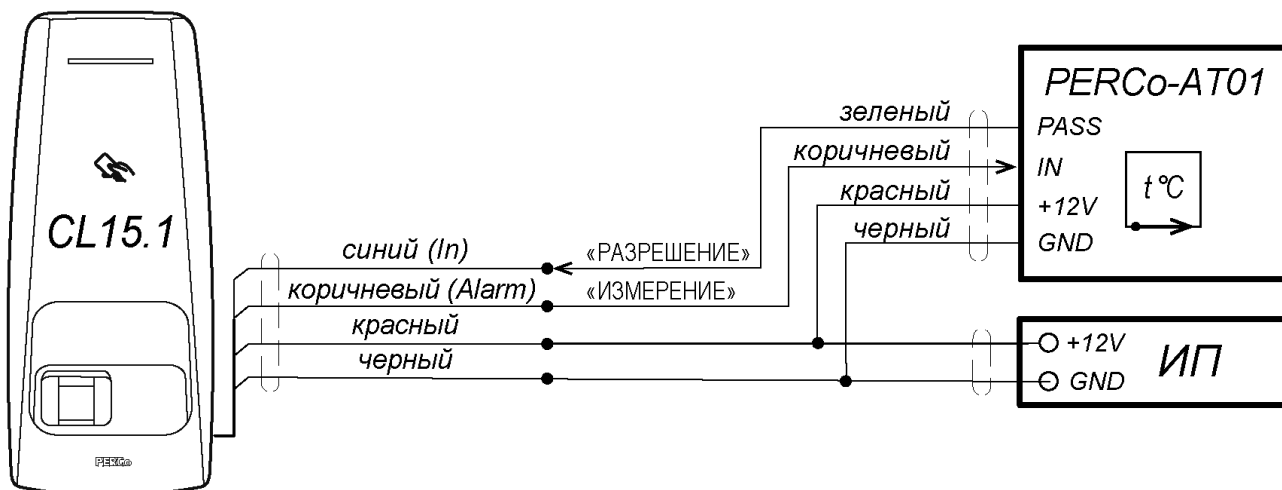 CL15.1
PERCo
синий (In)
коричневый (Alarm)
красный
черный
«РАЗРЕШЕНИЕ»
«ИЗМЕРЕНИЕ»
зеленый
коричневый
красный
черный
PERCo-AT01
PASS
IN
+12V
GND
t°C
+12V
GND
ИП